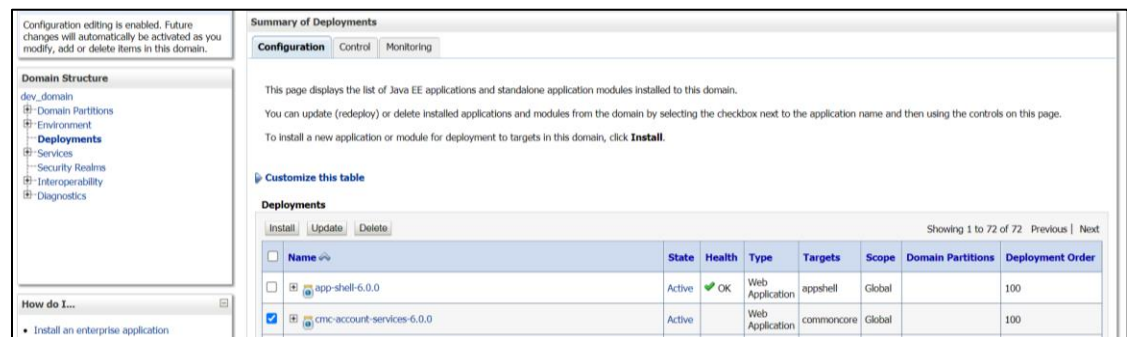 Configuration editing is enabled. Future
changes will automatically be activated as you
modify, add or delete items in this domain.
Domain Structure
dev_domain
Domain Partitions
Environment
Deployments
Services
Security Realms
Interoperability
Diagnostics
How do I...
Install an enterprise application
Summary of Deployments
Configuration Control Monitoring
This page displays the list of Java EE applications and standalone application modules installed to this domain.
You can update (redeploy) or delete installed applications and modules from the domain by selecting the checkbox next to the application name and then using the controls on this page.
To install a new application or module for deployment to targets in this domain, click Install.
Customize this table
Deployments
Install Update Delete Showing 1 to 72 of 72 Previous | Next
Name State Health Type Targets Scope Domain Partitions Deployment Order
app-shell-6.0.0 Active OK Web Application appshell Global 100
cmc-account-services-6.0.0 Active Web Application commoncore Global 100